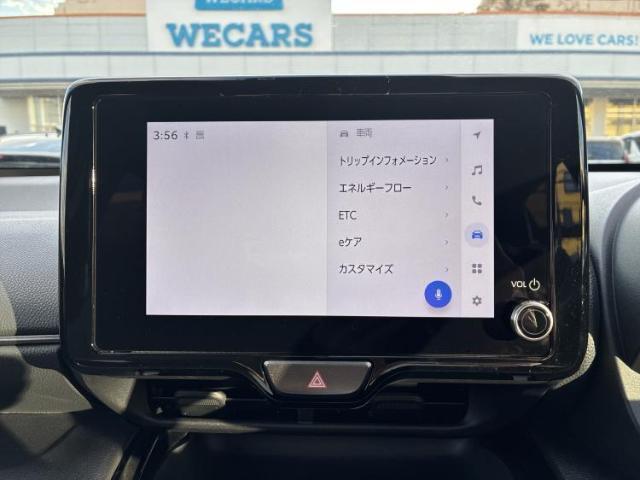 WECARS
WECARS
WE LOVE CARS!
3:56
車両
トリップインフォメーション
エネルギーフロー
ETC
eケア
カスタマイズ
VOL